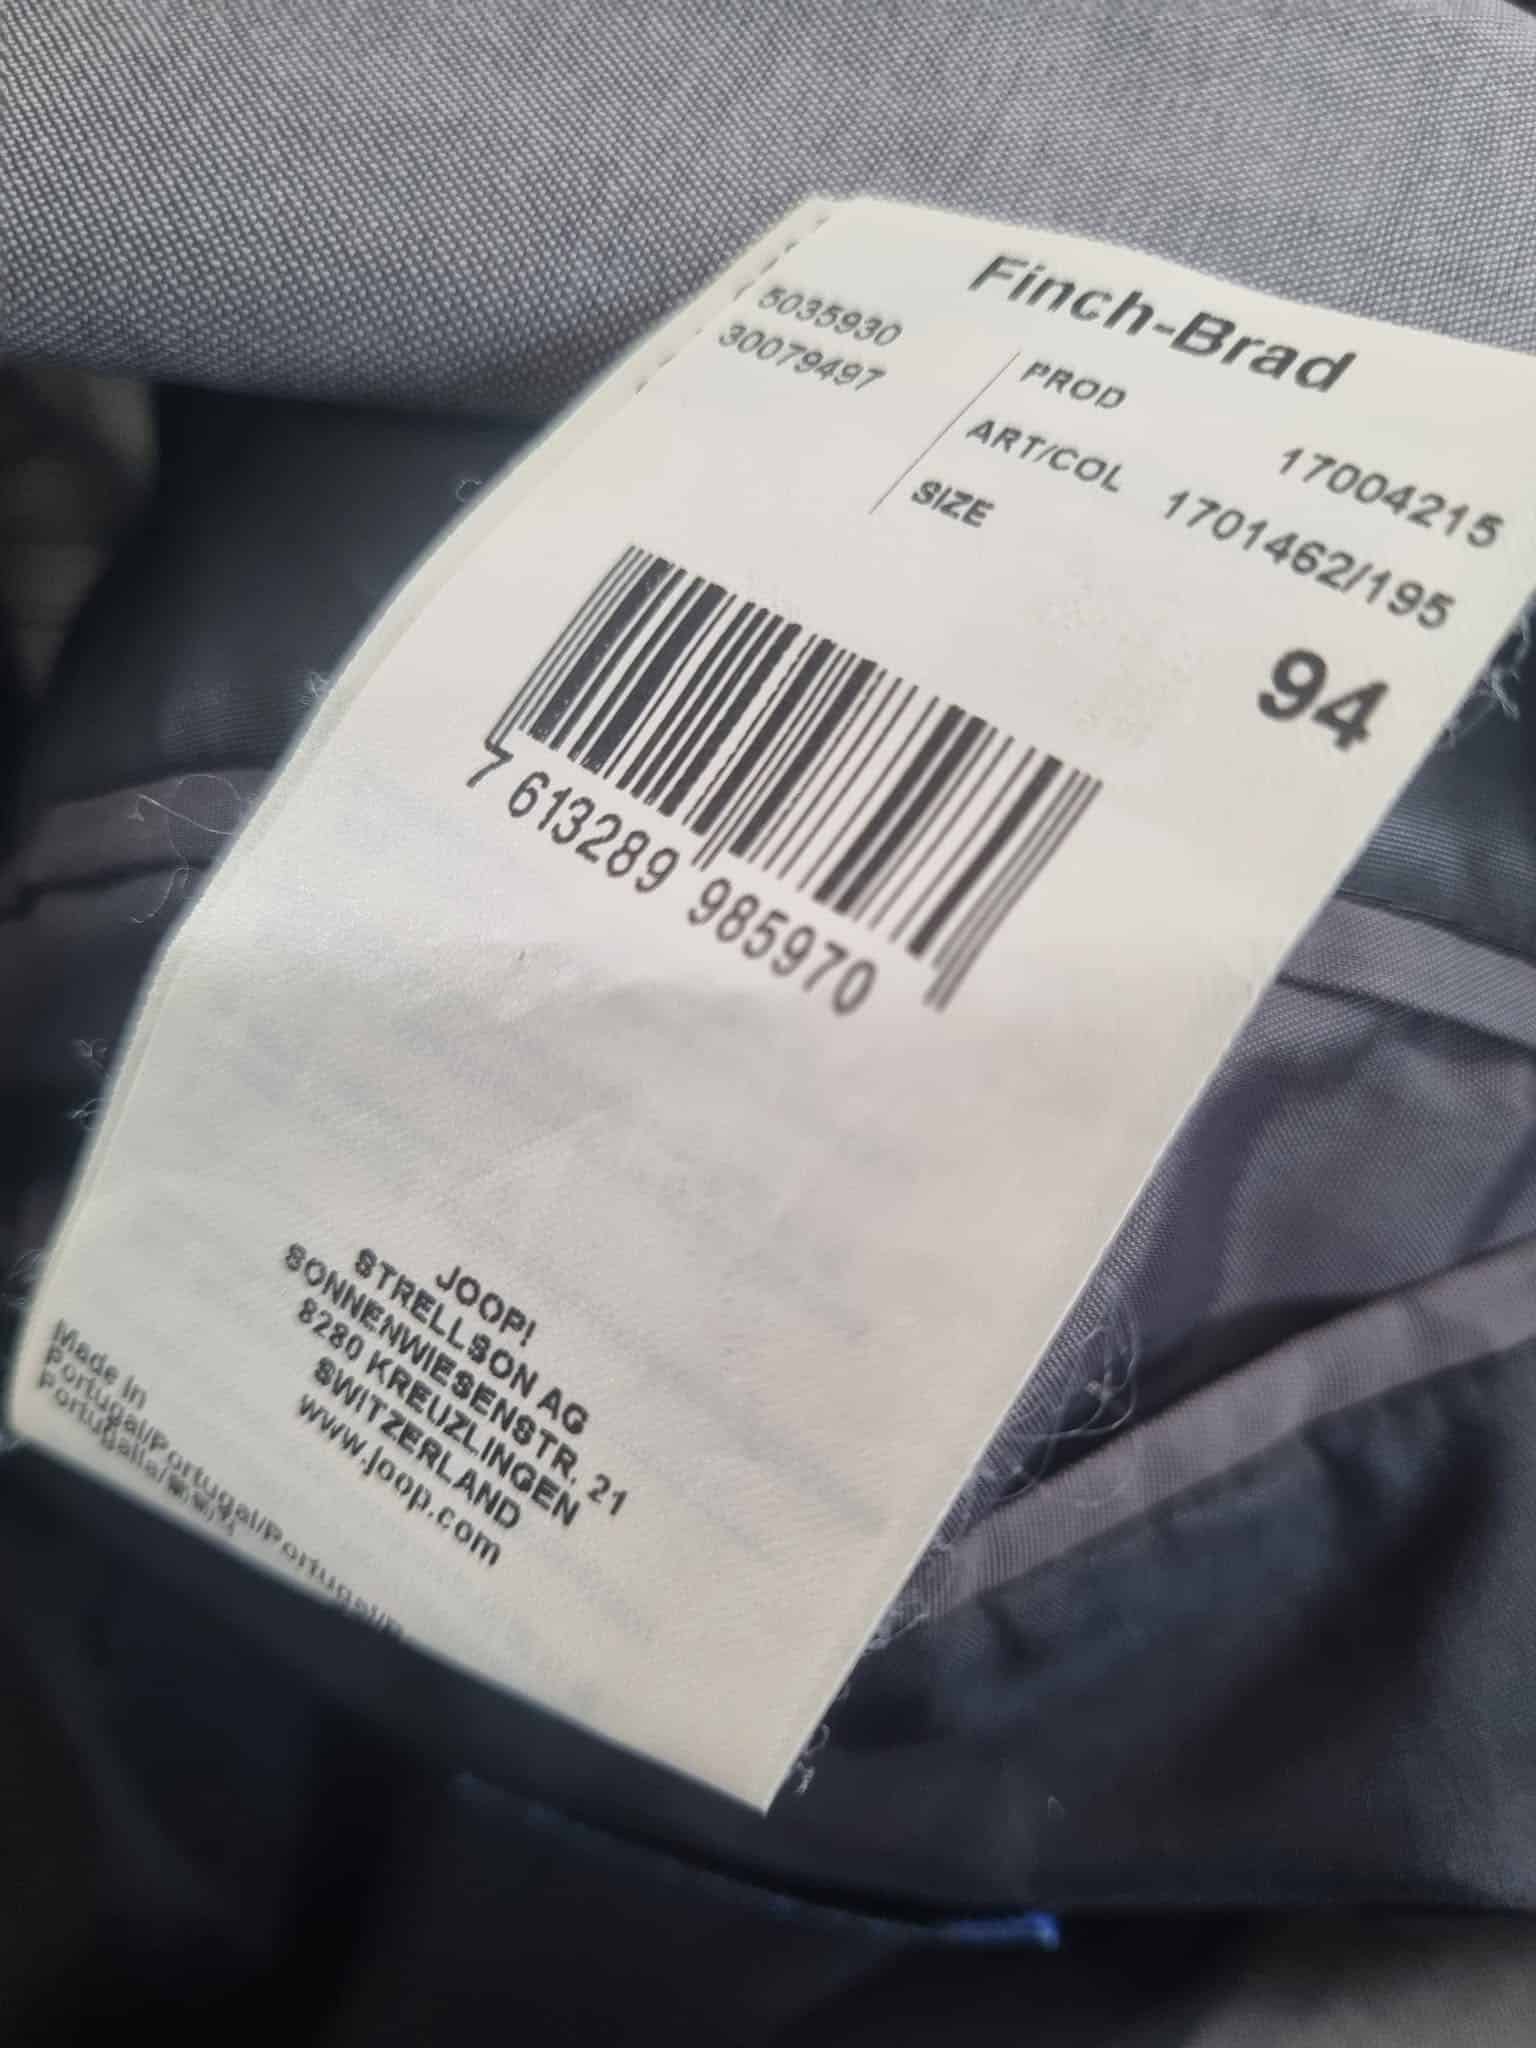 Finch-Brad
5035930
30079497
PROD 17004215
ART/COL 1701462/195
SIZE 94
7 613289 985970
JOOP!
STRELLSON AG
SONNENWIESENSTR. 21
8280 KREUZLINGEN
SWITZERLAND
www.joop.com
Made in
Portugal/Portugal/Portugal/